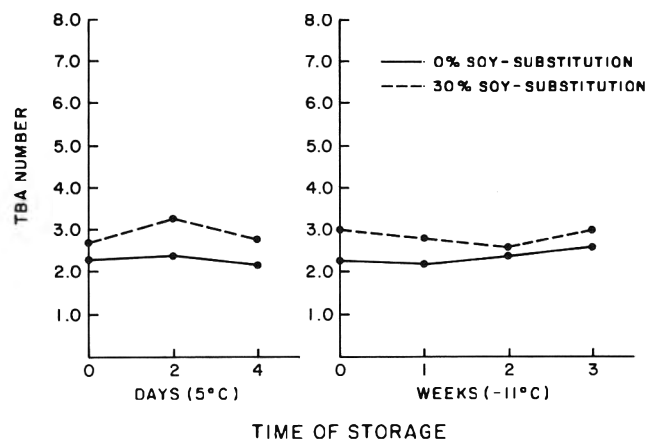 8.0
7.0
6.0
5.0
4.0
3.0
2.0
1.0
TBA NUMBER
0 2 4
DAYS (5°C)
8.0
7.0
6.0
5.0
4.0
3.0
2.0
1.0
0% SOY-SUBSTITUTION
30% SOY-SUBSTITUTION
0 1 2 3
WEEKS (-11°C)
TIME OF STORAGE